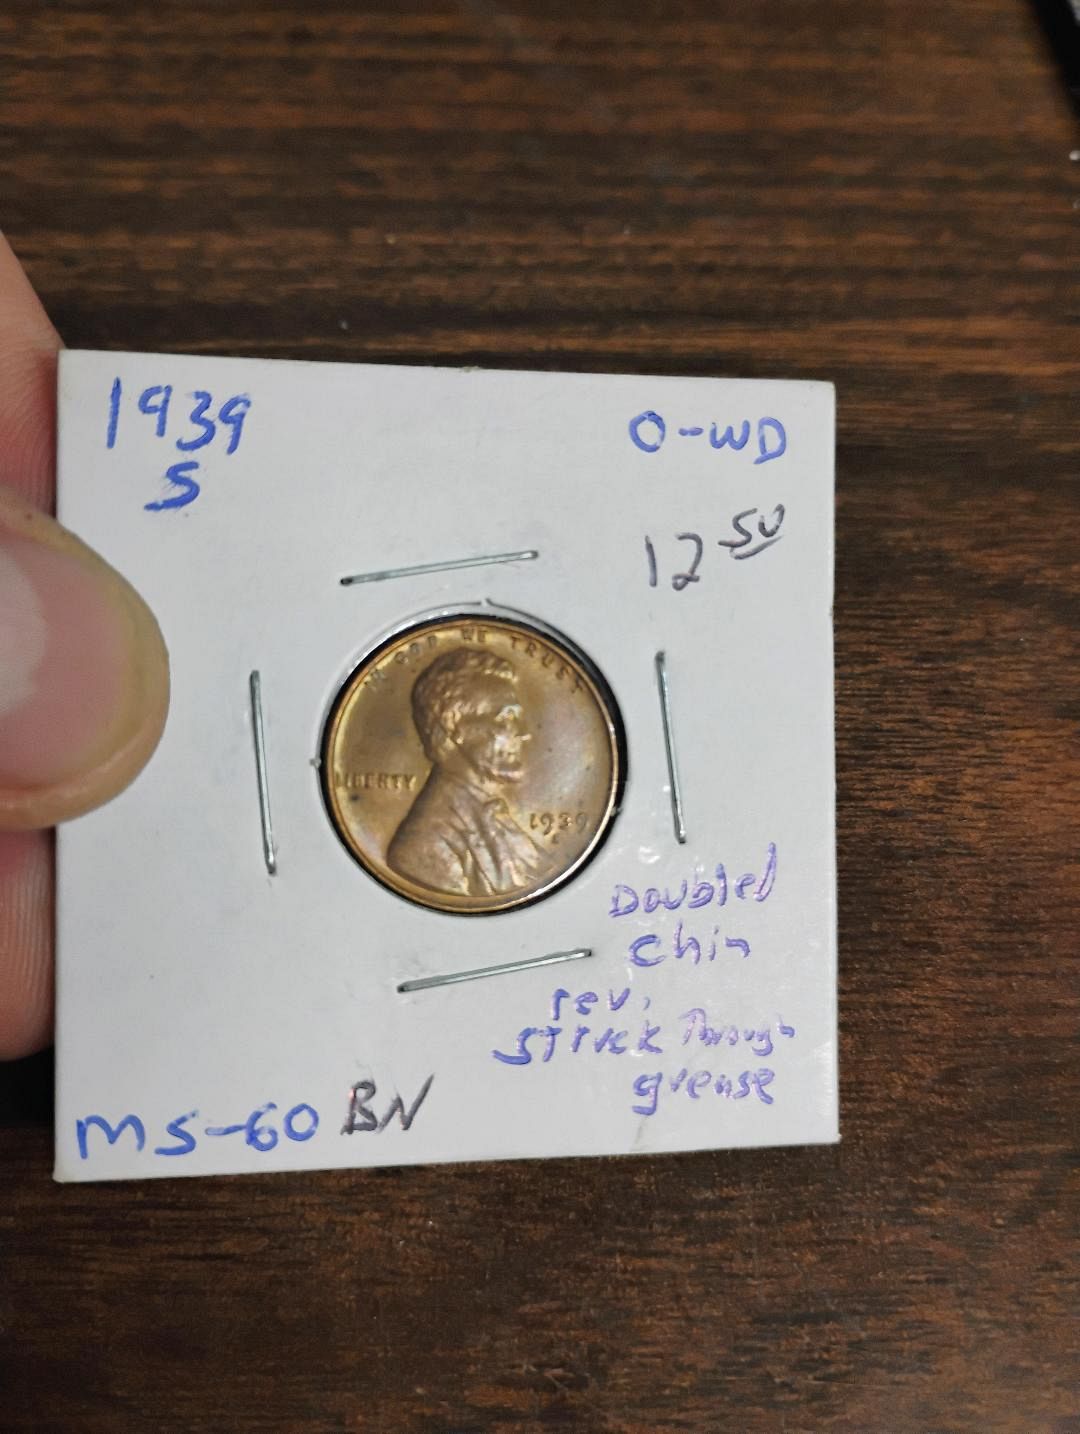 1939
S
O-WD
12 50
IN GOD WE TRUST
LIBERTY
1939
Doubled
chin
rev.
STruck Through
grease
MS-60 BN